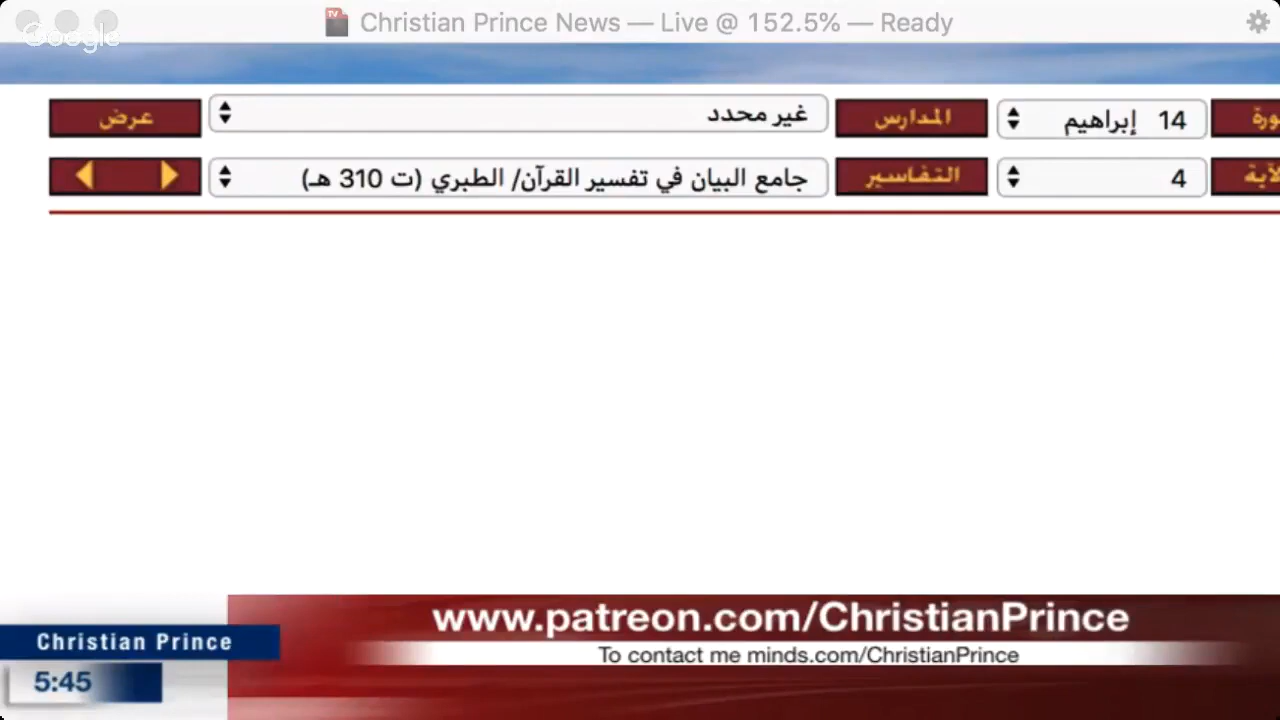 Google
Christian Prince News — Live @ 152.5% — Ready
14 إبراهيم المدارس غير محدد عرض
4 التفاسير جامع البيان في تفسير القرآن/ الطبري (ت 310 هـ)
www.patreon.com/ChristianPrince
To contact me minds.com/ChristianPrince
Christian Prince
5:45